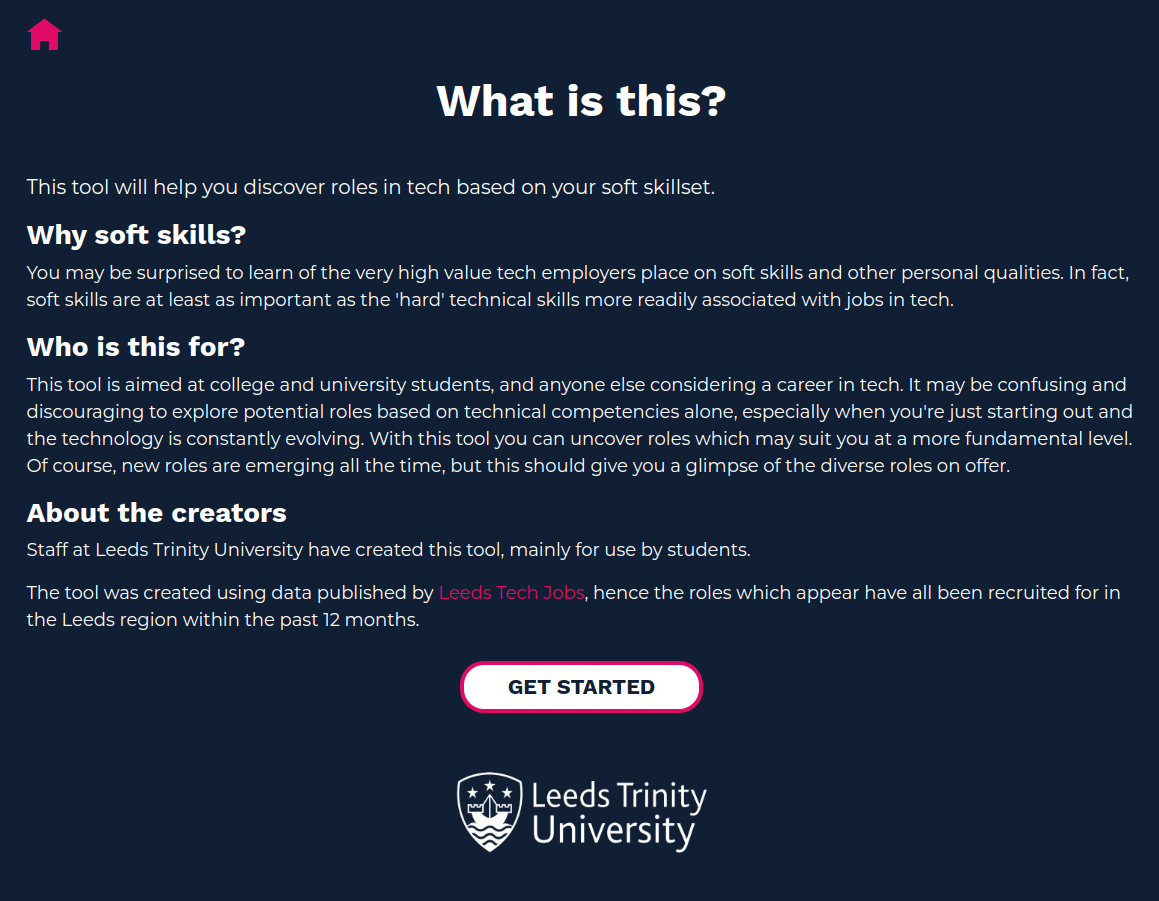 What is this?
This tool will help you discover roles in tech based on your soft skillset.
Why soft skills?
You may be surprised to learn of the very high value tech employers place on soft skills and other personal qualities. In fact,
soft skills are at least as important as the 'hard' technical skills more readily associated with jobs in tech.
Who is this for?
This tool is aimed at college and university students, and anyone else considering a career in tech. It may be confusing and
discouraging to explore potential roles based on technical competencies alone, especially when you're just starting out and
the technology is constantly evolving. With this tool you can uncover roles which may suit you at a more fundamental level.
Of course, new roles are emerging all the time, but this should give you a glimpse of the diverse roles on offer.
About the creators
Staff at Leeds Trinity University have created this tool, mainly for use by students.
The tool was created using data published by Leeds Tech Jobs, hence the roles which appear have all been recruited for in
the Leeds region within the past 12 months.
GET STARTED
Leeds Trinity
University